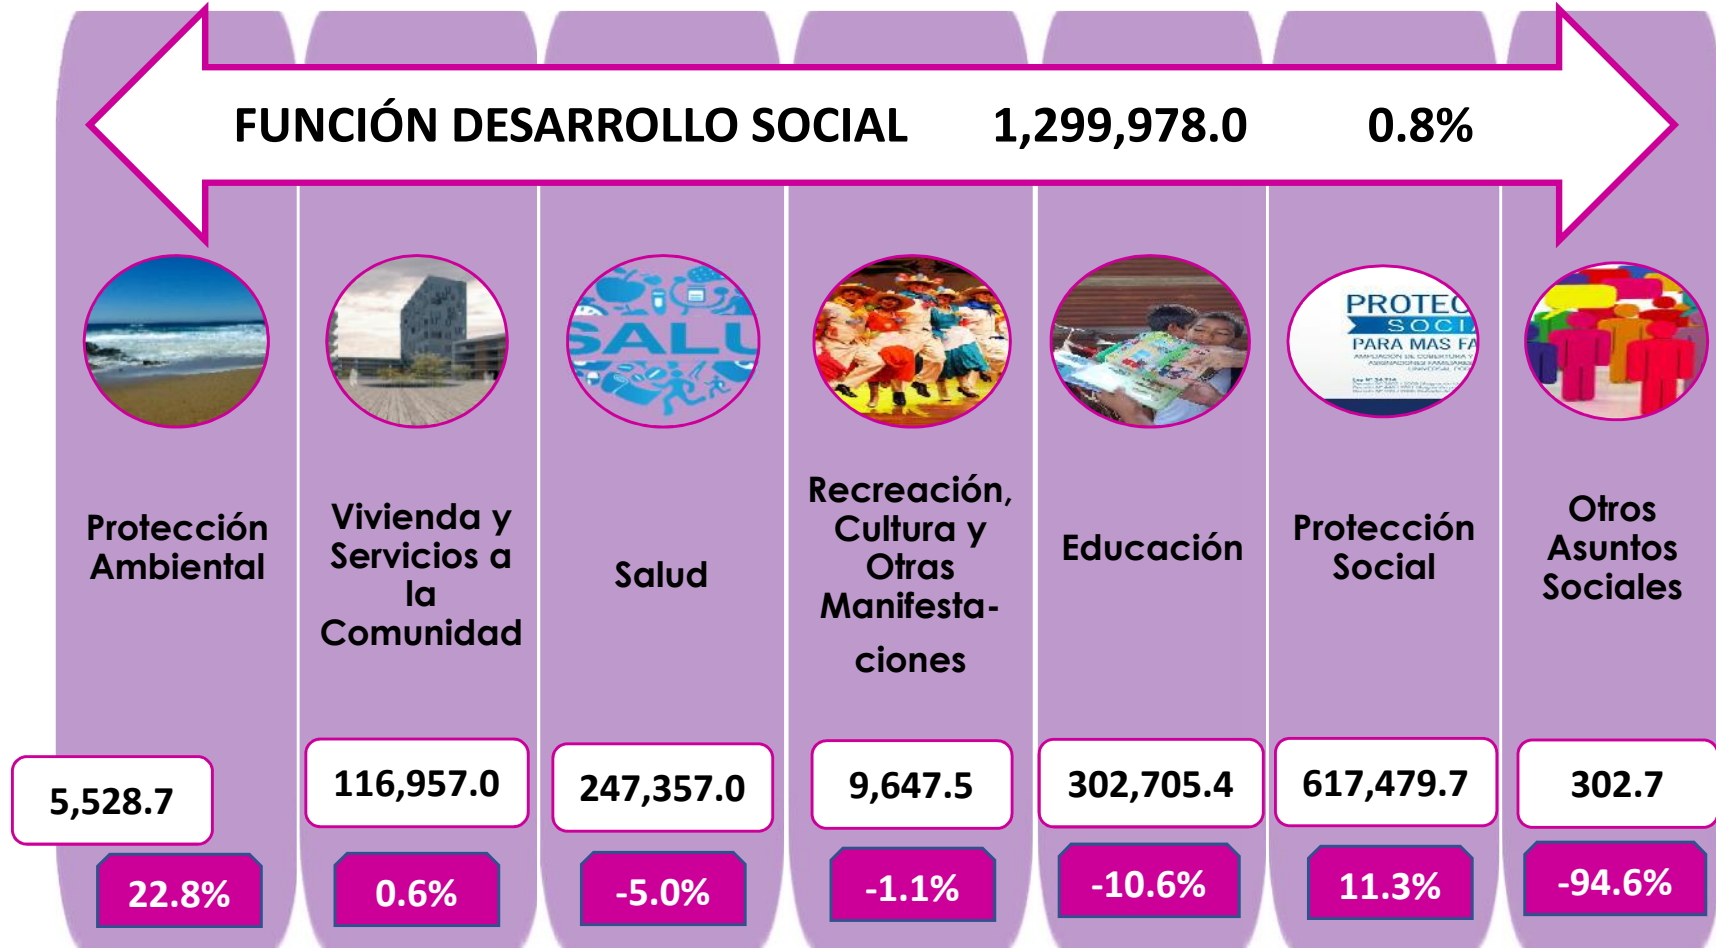 FUNCIÓN DESARROLLO SOCIAL 1,299,978.0 0.8%
SALU
PROTEC
SOCI
PARA MAS FA
Protección
Ambiental
Vivienda y
Servicios a
la
Comunidad
Salud
Recreación,
Cultura y
Otras
Manifesta-
ciones
Educación
Protección
Social
Otros
Asuntos
Sociales
5,528.7
116,957.0
247,357.0
9,647.5
302,705.4
617,479.7
302.7
22.8%
0.6%
-5.0%
-1.1%
-10.6%
11.3%
-94.6%